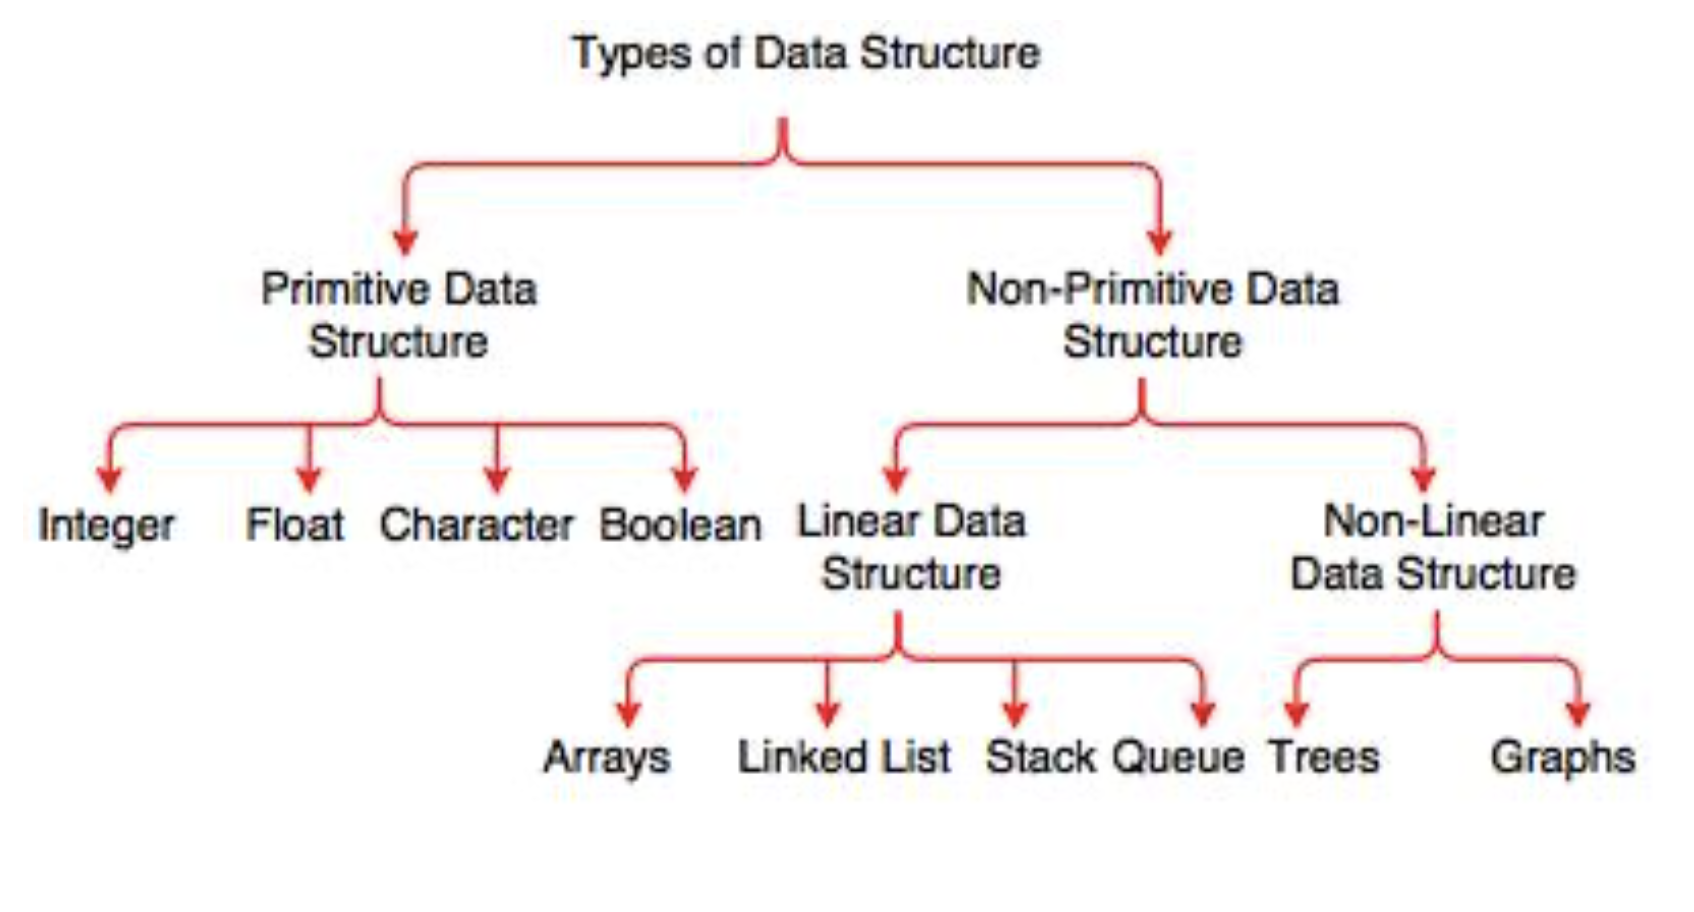 Types of Data Structure
Primitive Data
Structure
Non-Primitive Data
Structure
Integer
Float
Character
Boolean
Linear Data
Structure
Non-Linear
Data Structure
Arrays
Linked List
Stack
Queue
Trees
Graphs